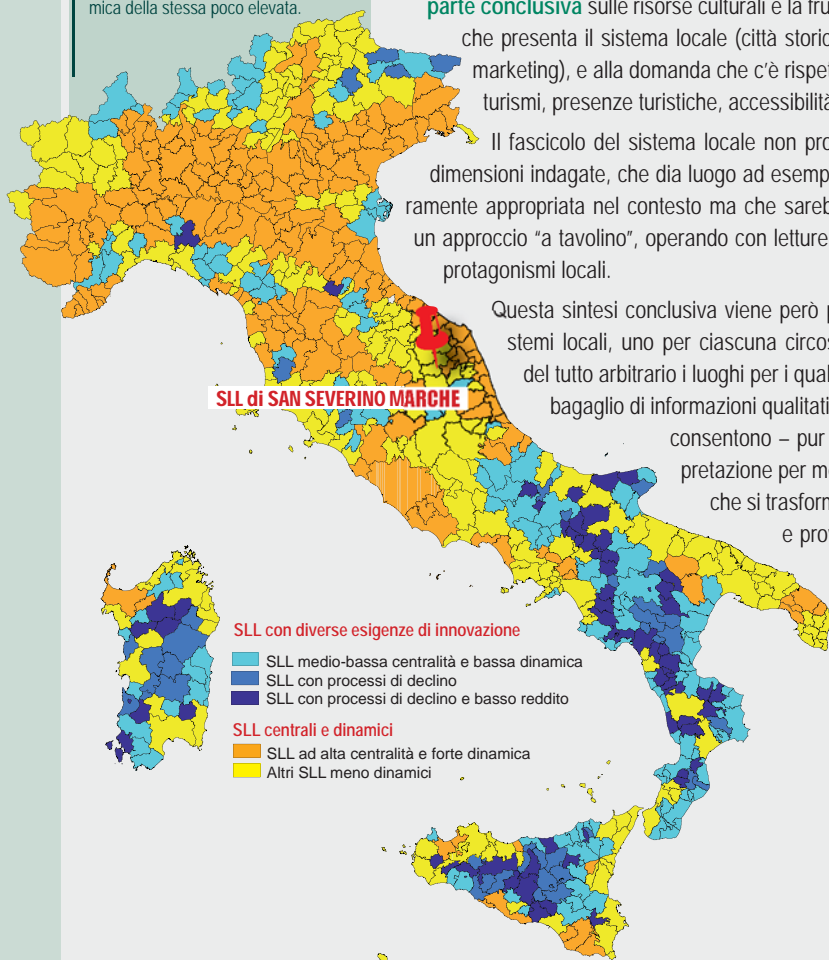 mica della stessa poco elevata.
parte conclusiva sulle risorse culturali e la fru
che presenta il sistema locale (città storic
marketing), e alla domanda che c'è rispet
turismi, presenze turistiche, accessibilità
Il fascicolo del sistema locale non pro
dimensioni indagate, che dia luogo ad esemp
ramente appropriata nel contesto ma che sareb
un approccio "a tavolino", operando con letture
protagonismi locali.
Questa sintesi conclusiva viene però p
stemi locali, uno per ciascuna circos
del tutto arbitrario i luoghi per i qual
bagaglio di informazioni qualitati
consentono – pur
pretazione per me
che si trasform
e prot
SLL di SAN SEVERINO MARCHE
SLL con diverse esigenze di innovazione
SLL medio-bassa centralità e bassa dinamica
SLL con processi di declino
SLL con processi di declino e basso reddito
SLL centrali e dinamici
SLL ad alta centralità e forte dinamica
Altri SLL meno dinamici